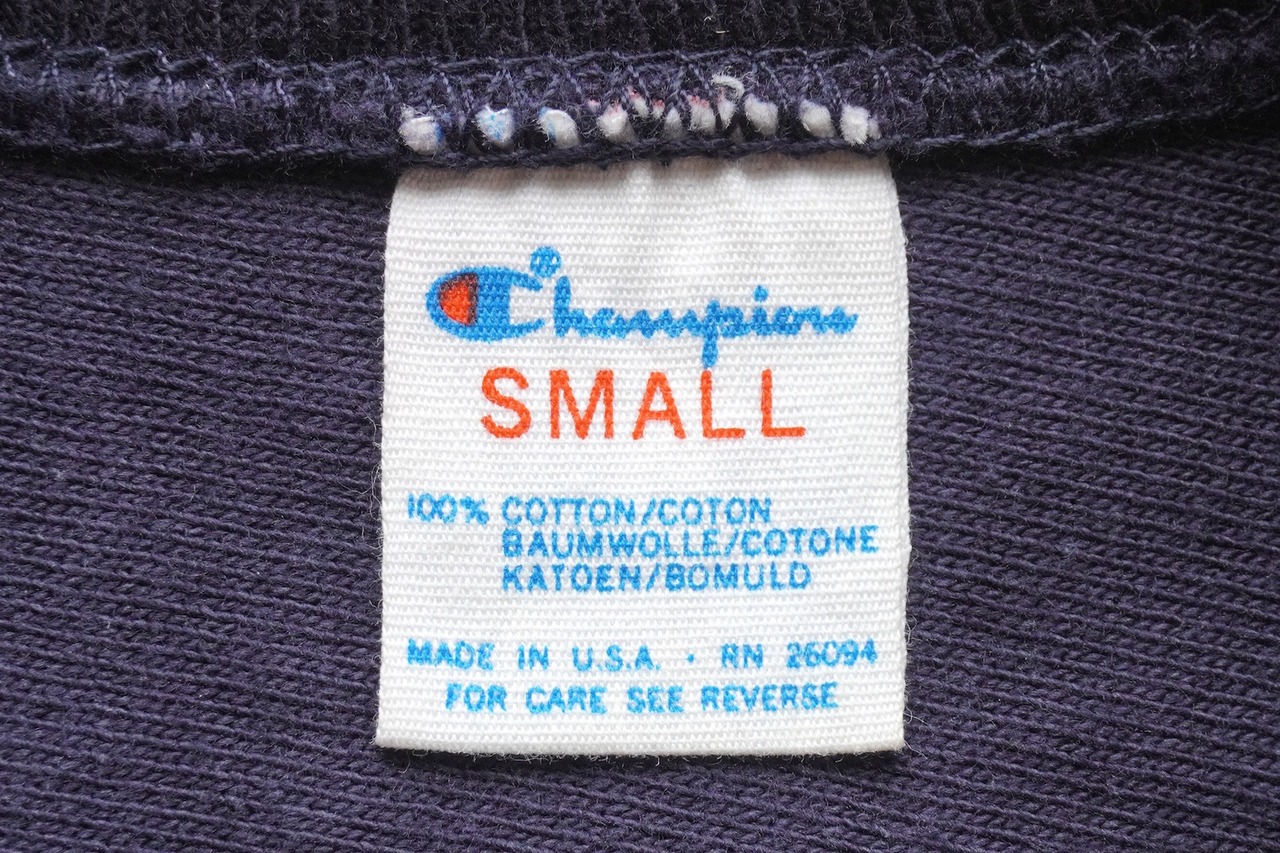 Champion®
SMALL
100% COTTON/COTON
BAUMWOLLE/COTONE
KATOEN/BOMULD
MADE IN U.S.A. · RN 26094
FOR CARE SEE REVERSE